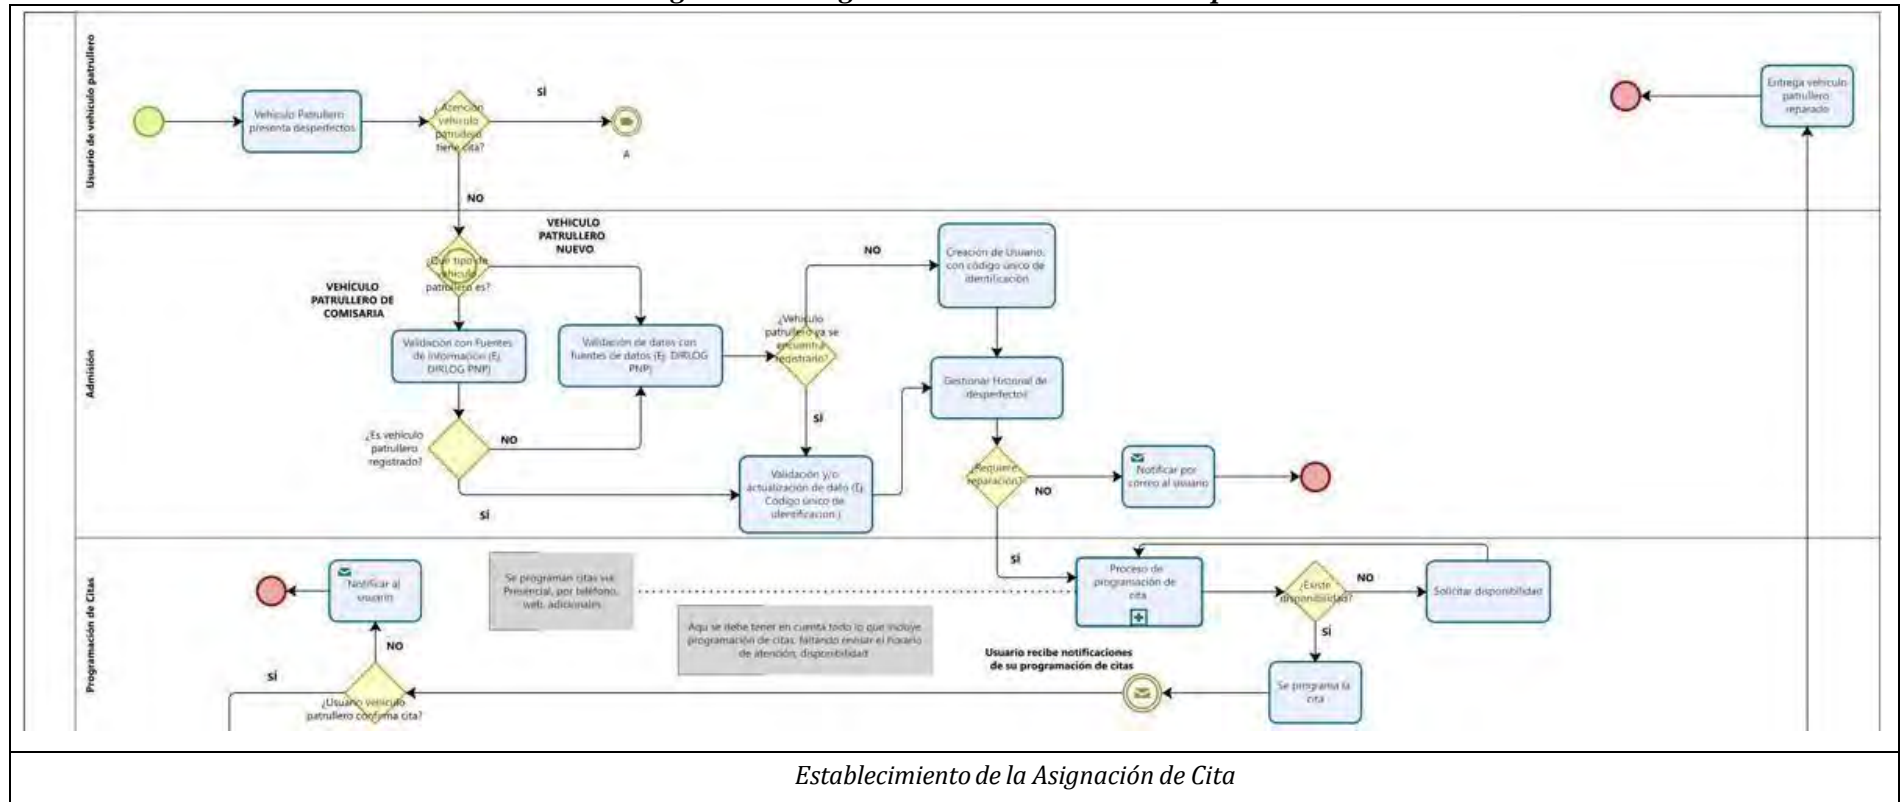 Usuario de vehículo patrullero
Vehículo Patrullero
presenta desperfectos
¿Atención
vehículo
patrullero
tiene cita?
SÍ
A
NO
Entrega vehículo
patrullero
reparado
Admisión
¿Qué tipo de
vehículo
patrullero es?
VEHICULO
PATRULLERO
NUEVO
VEHÍCULO
PATRULLERO DE
COMISARIA
Validación con Fuentes
de Información (Ej.
DIRLOG PNP)
Validación de datos con
fuentes de datos (Ej. DIRLOG
PNP)
¿Vehículo
patrullero ya se
encuentra
registrado?
NO
Creación de Usuario,
con código único de
identificación
Gestionar Historial de
desperfectos
¿Es vehículo
patrullero
registrado?
NO
SÍ
SÍ
Validación y/o
actualización de dato (Ej.
Código único de
identificacion )
¿Requiere
reparación?
NO
Notificar por
correo al usuario
SÍ
Programación de Citas
Notificar al
usuario
Se programan citas via:
Presencial, por teléfono,
web, adicionales
Proceso de
programación de
cita
¿Existe
disponibilidad?
NO
Solicitar disponibilidad
Aqui se debe tener en cuenta todo lo que incluye
programación de citas, faltando revisar el horario
de atención, disponibilidad
SÍ
NO
Usuario recibe notificaciones
de su programación de citas
Se programa la
cita
SÍ
¿Usuario vehículo
patrullero confirma cita?
Establecimiento de la Asignación de Cita